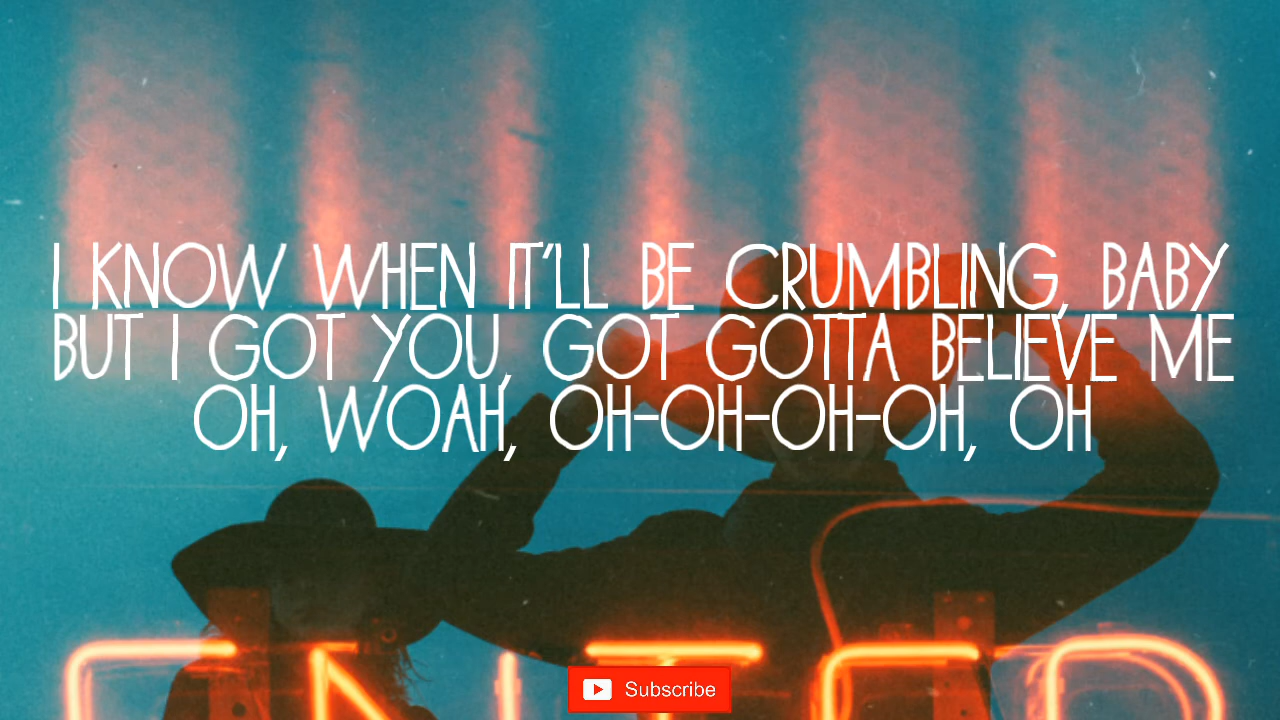 I KNOW WHEN IT'LL BE CRUMBLING, BABY
BUT I GOT YOU, GOT GOTTA BELIEVE ME
OH, WOAH, OH-OH-OH-OH, OH
ENTER
Subscribe